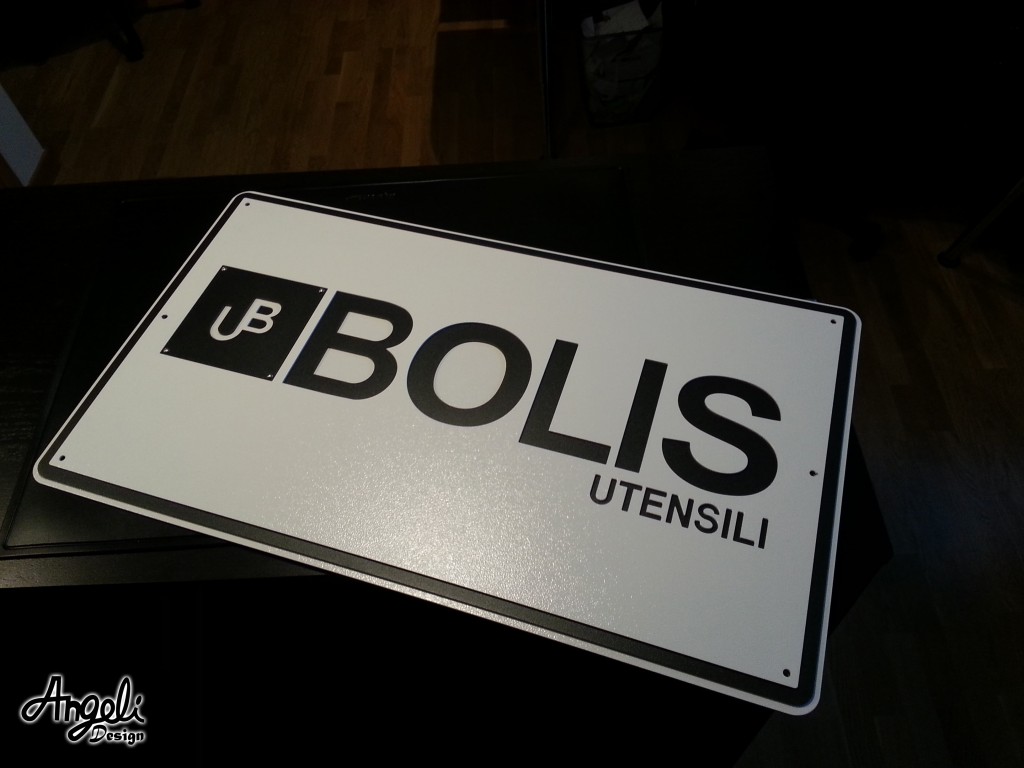 UB BOLIS
UTENSILI
Angeli
Design